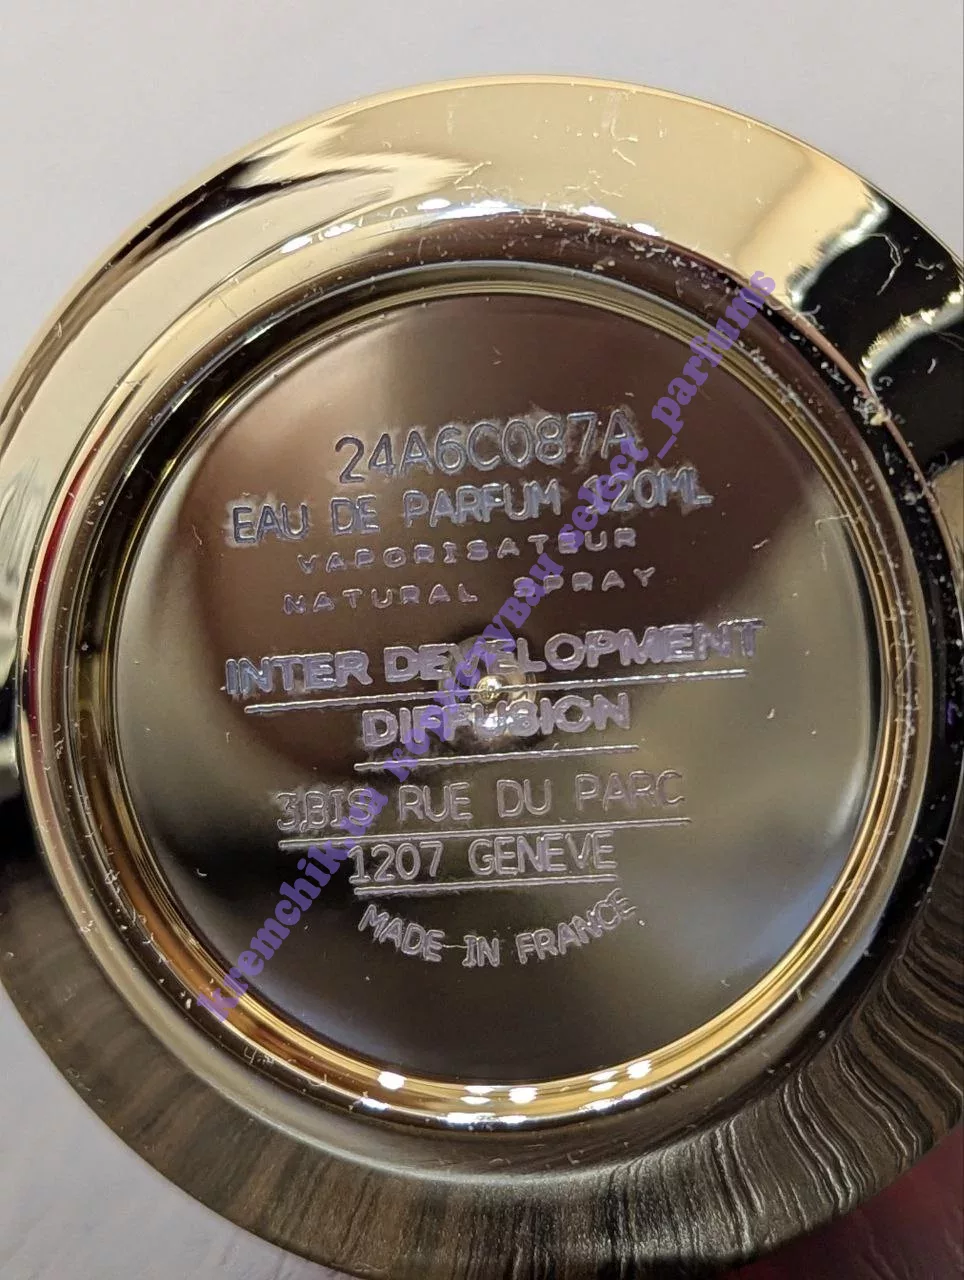 24A6C087A
EAU DE PARFUM 120ML
VAPORISATEUR
NATURAL SPRAY
INTER DEVELOPMENT
DIFFUSION
3BIS RUE DU PARC
1207 GENEVE
MADE IN FRANCE
select_parfums